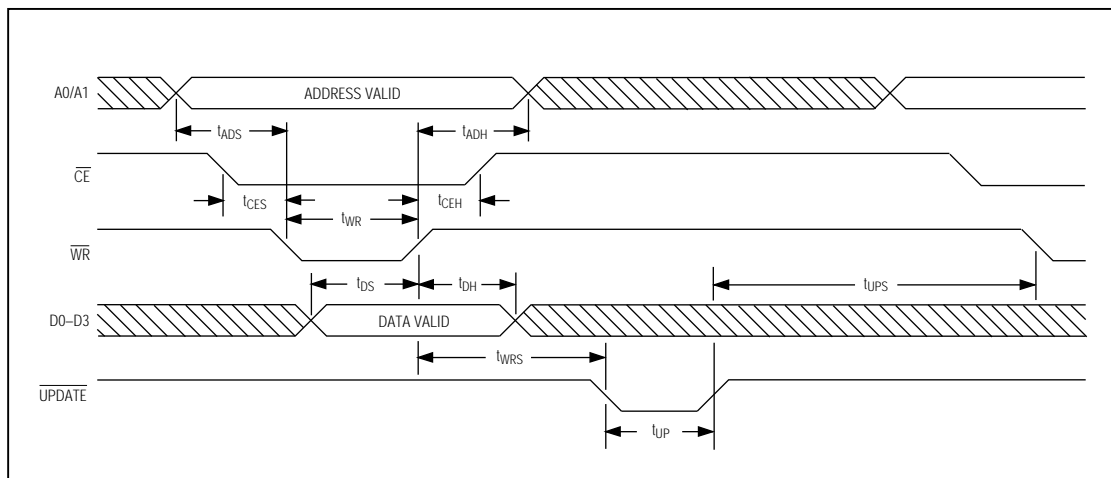 A0/A1
ADDRESS VALID
tADS
tADH
CE
tCES
tCEH
tWR
WR
tDS
tDH
tUPS
D0–D3
DATA VALID
tWRS
UPDATE
tUP